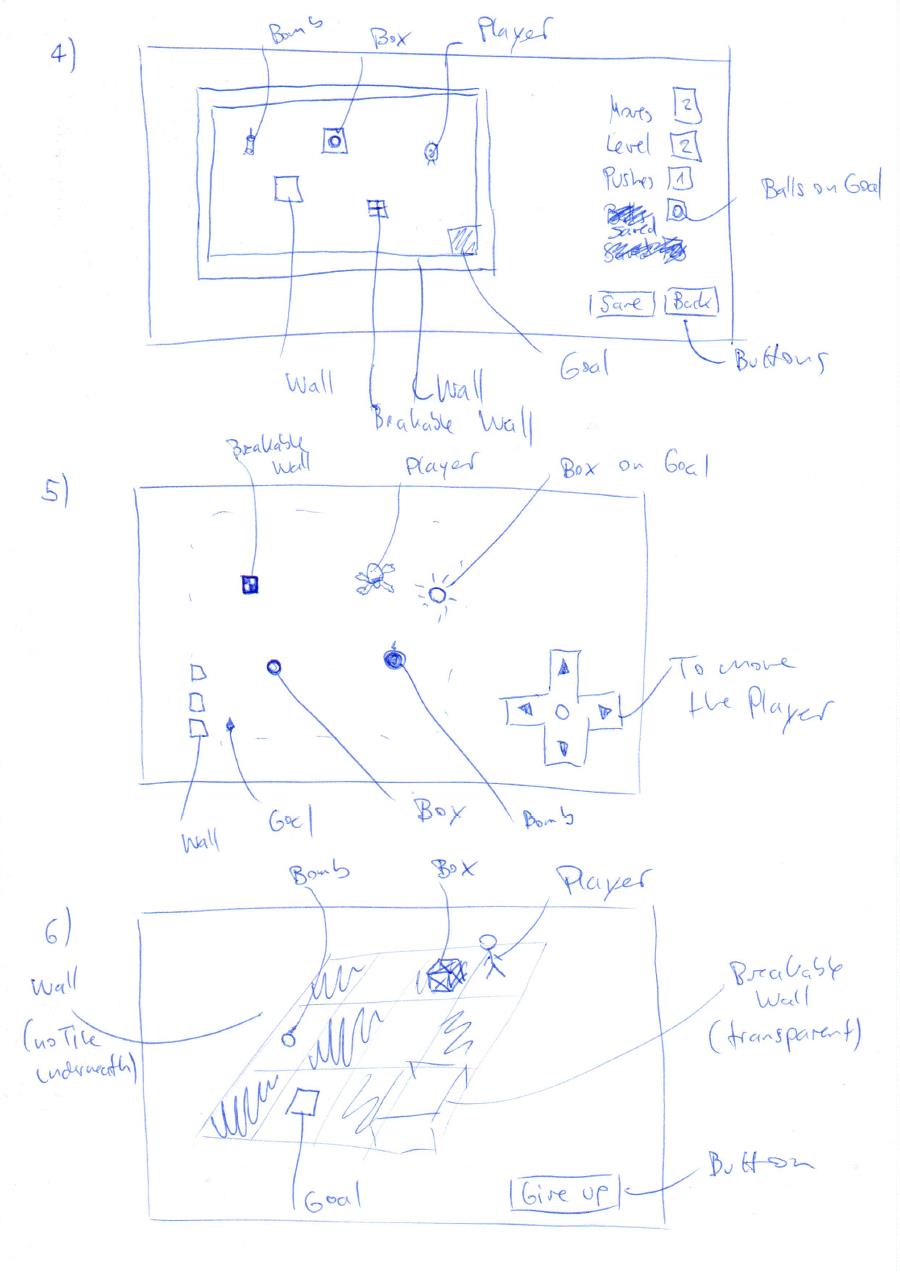 4)
Bomb
Box
Player
Moves 2
Level 2
Pushes 1
0
Saved
Balls on Goal
Save
Back
Buttons
Goal
Wall
Wall
Breakable Wall
5)
Breakable
Wall
Player
Box on Goal
To move
the Player
Wall
Goal
Box
Bomb
6)
Bomb
Box
Player
Wall
(no Tile
underneath)
Breakable
Wall
(transparent)
Button
Give up
Goal